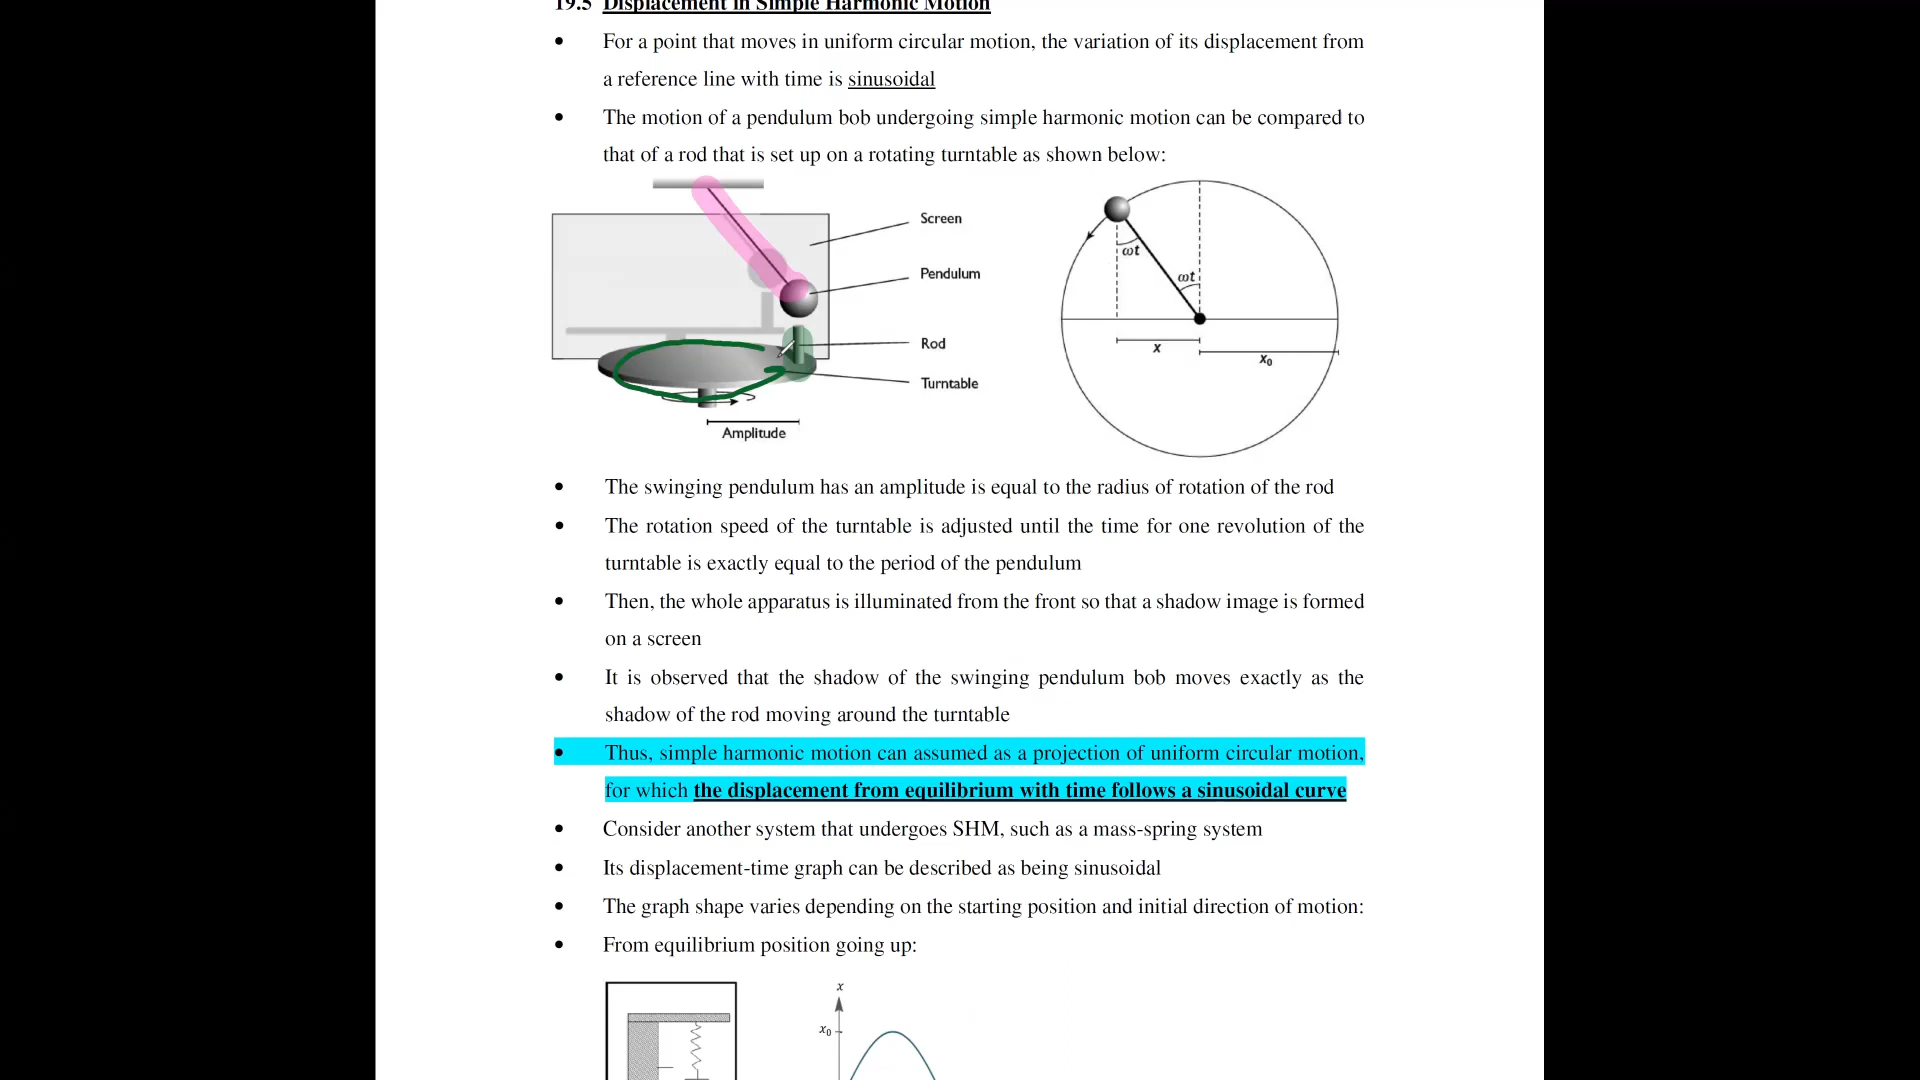 19.5 Displacement in Simple Harmonic Motion
• For a point that moves in uniform circular motion, the variation of its displacement from
a reference line with time is sinusoidal
• The motion of a pendulum bob undergoing simple harmonic motion can be compared to
that of a rod that is set up on a rotating turntable as shown below:
Screen
Pendulum
Rod
Turntable
Amplitude
ωt
ωt
x
x₀
• The swinging pendulum has an amplitude is equal to the radius of rotation of the rod
• The rotation speed of the turntable is adjusted until the time for one revolution of the
turntable is exactly equal to the period of the pendulum
• Then, the whole apparatus is illuminated from the front so that a shadow image is formed
on a screen
• It is observed that the shadow of the swinging pendulum bob moves exactly as the
shadow of the rod moving around the turntable
• Thus, simple harmonic motion can assumed as a projection of uniform circular motion,
for which the displacement from equilibrium with time follows a sinusoidal curve
• Consider another system that undergoes SHM, such as a mass-spring system
• Its displacement-time graph can be described as being sinusoidal
• The graph shape varies depending on the starting position and initial direction of motion:
• From equilibrium position going up:
x
x₀